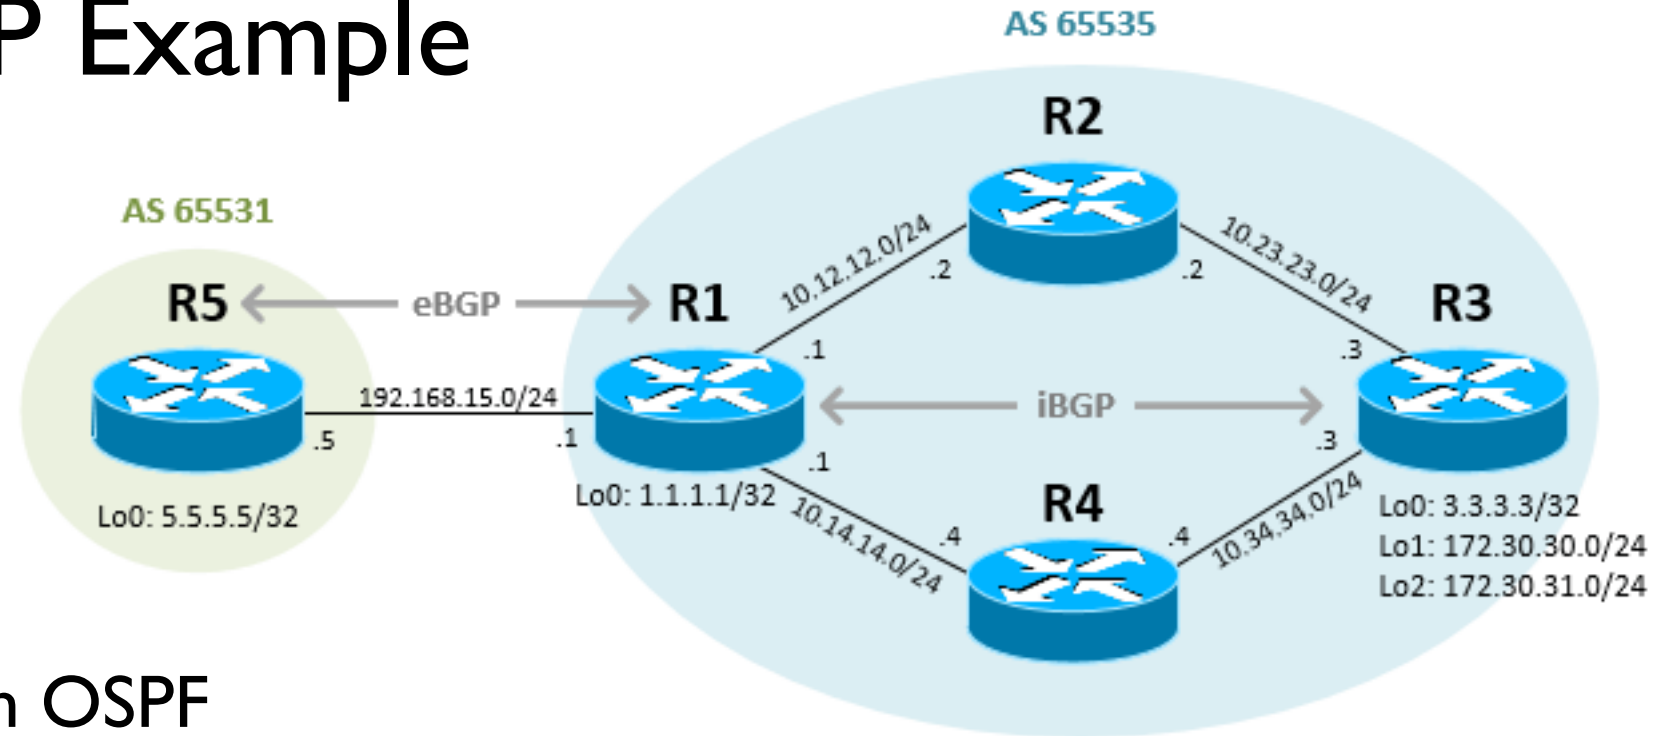 P Example
AS 65535
R2
AS 65531
10.12.12.0/24
10.23.23.0/24
.2
.2
R5
eBGP
R1
R3
.1
.3
192.168.15.0/24
iBGP
.5
.1
.3
.1
Lo0: 1.1.1.1/32
R4
Lo0: 5.5.5.5/32
10.14.14.0/24
.4
.4
10.34.34.0/24
Lo0: 3.3.3.3/32
Lo1: 172.30.30.0/24
Lo2: 172.30.31.0/24
n OSPF